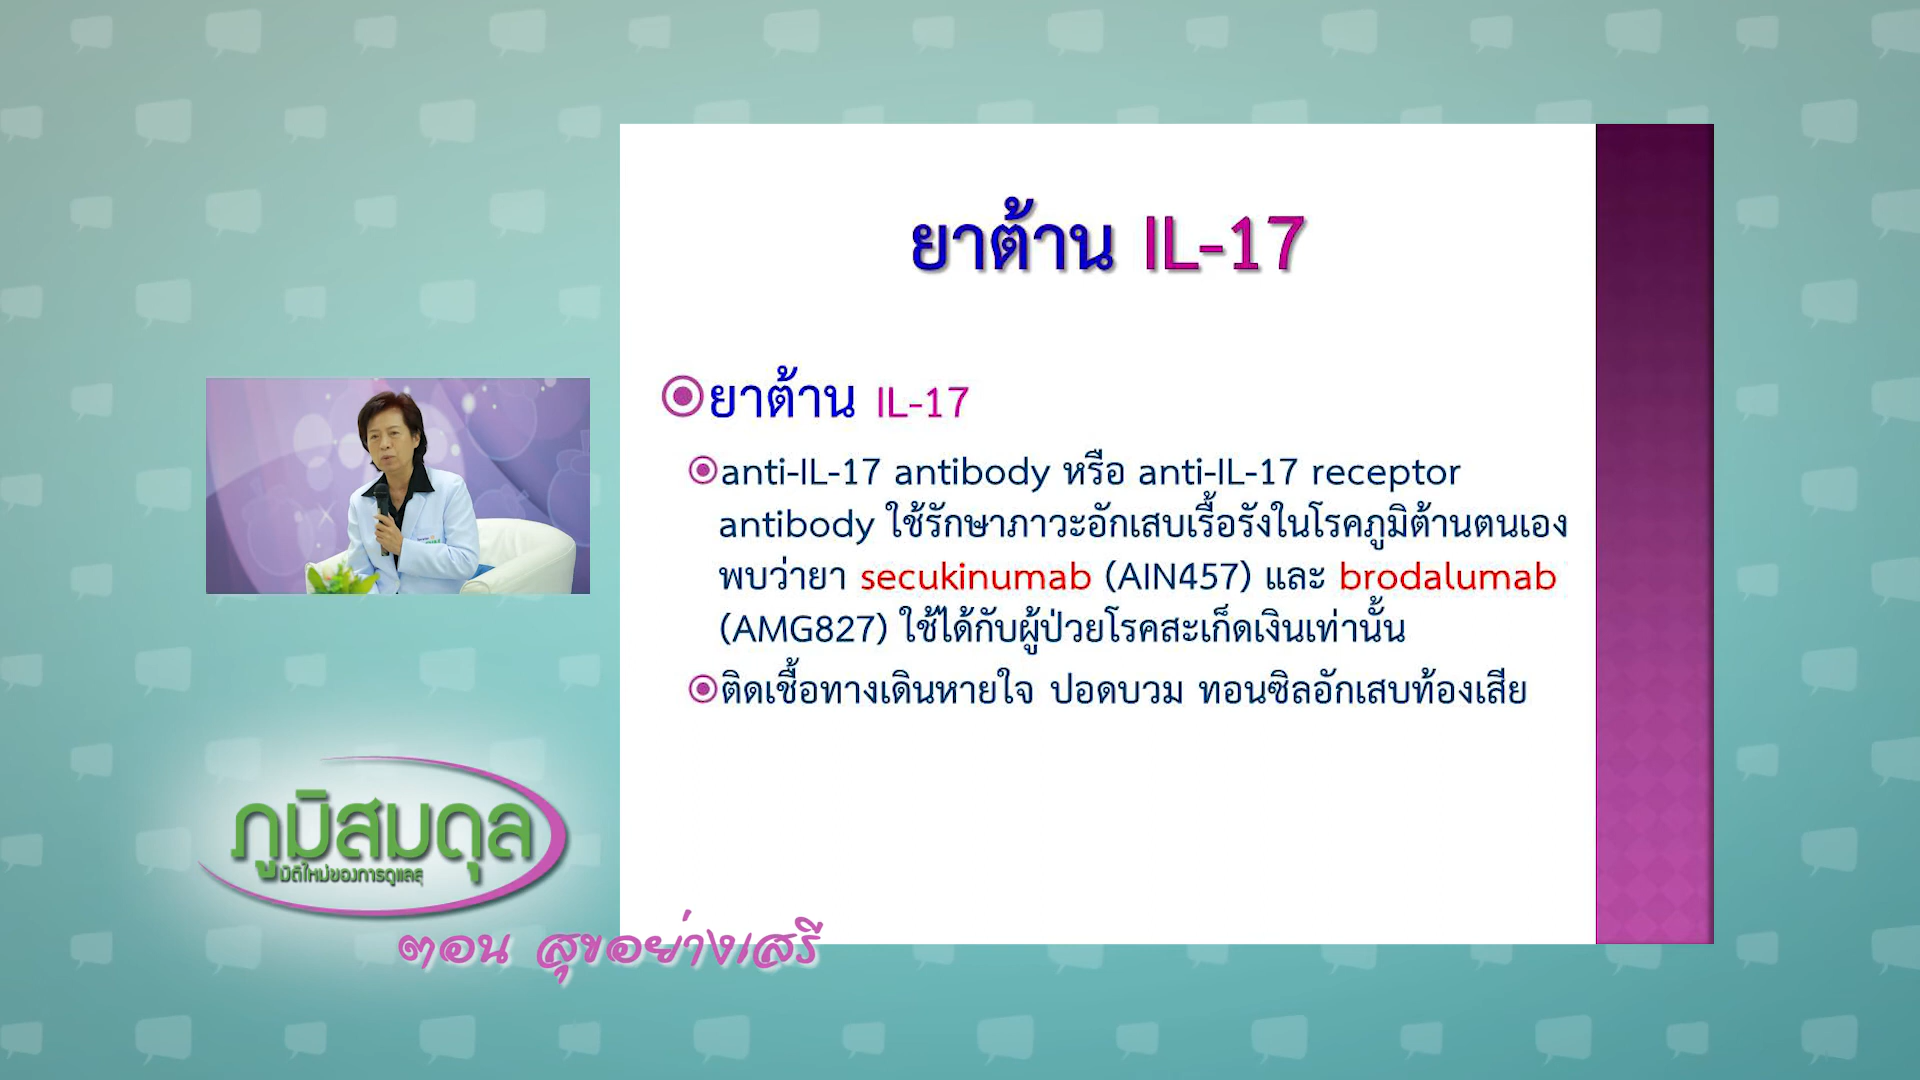 ยาต้าน IL-17
ยาต้าน IL-17
anti-IL-17 antibody หรือ anti-IL-17 receptor
antibody ใช้รักษาภาวะอักเสบเรื้อรังในโรคภูมิต้านตนเอง
พบว่ายา secukinumab (AIN457) และ brodalumab
(AMG827) ใช้ได้กับผู้ป่วยโรคสะเก็ดเงินเท่านั้น
ติดเชื้อทางเดินหายใจ ปอดบวม ทอนซิลอักเสบท้องเสีย
ภูมิสมดุล
มิติใหม่ของการดูแลสุ
ตอน สุขอย่างเสรี